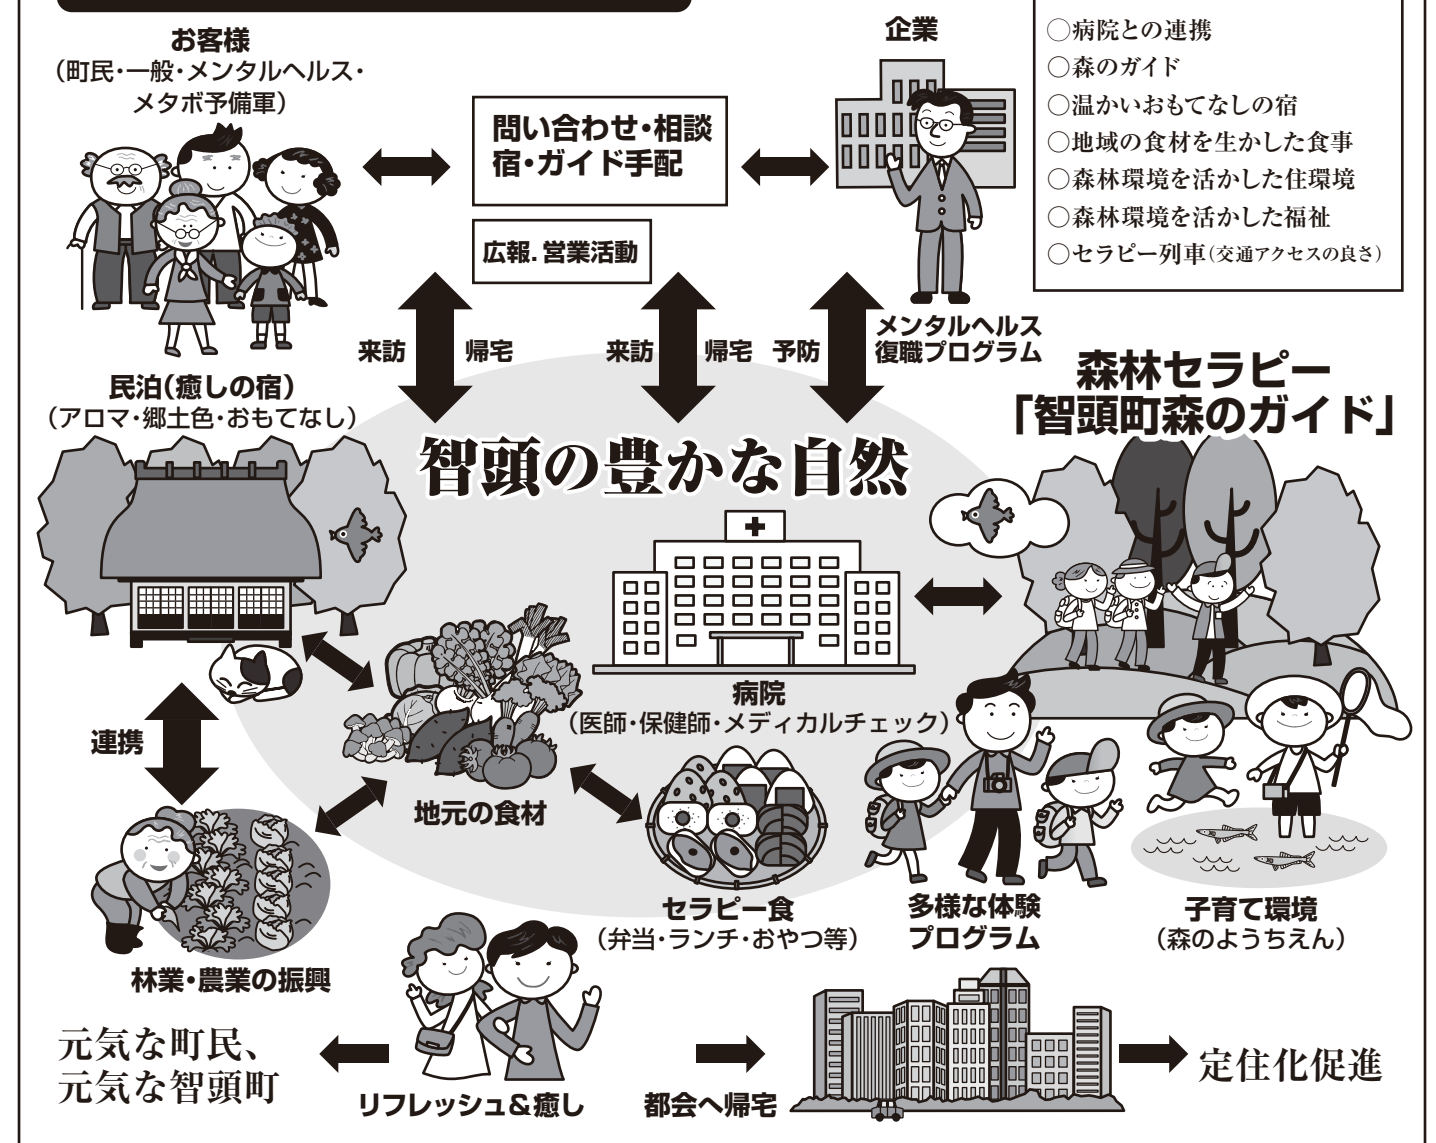 お客様
（町民・一般・メンタルヘルス・
メタボ予備軍）
問い合わせ・相談
宿・ガイド手配
広報．営業活動
企業
○病院との連携
○森のガイド
○温かいおもてなしの宿
○地域の食材を生かした食事
○森林環境を活かした住環境
○森林環境を活かした福祉
○セラピー列車（交通アクセスの良さ）
来訪
帰宅
来訪
帰宅
予防
メンタルヘルス
復職プログラム
森林セラピー
「智頭町森のガイド」
民泊（癒しの宿）
（アロマ・郷土色・おもてなし）
智頭の豊かな自然
病院
（医師・保健師・メディカルチェック）
連携
地元の食材
セラピー食
（弁当・ランチ・おやつ等）
多様な体験
プログラム
子育て環境
（森のようちえん）
林業・農業の振興
元気な町民、
元気な智頭町
リフレッシュ＆癒し
都会へ帰宅
定住化促進